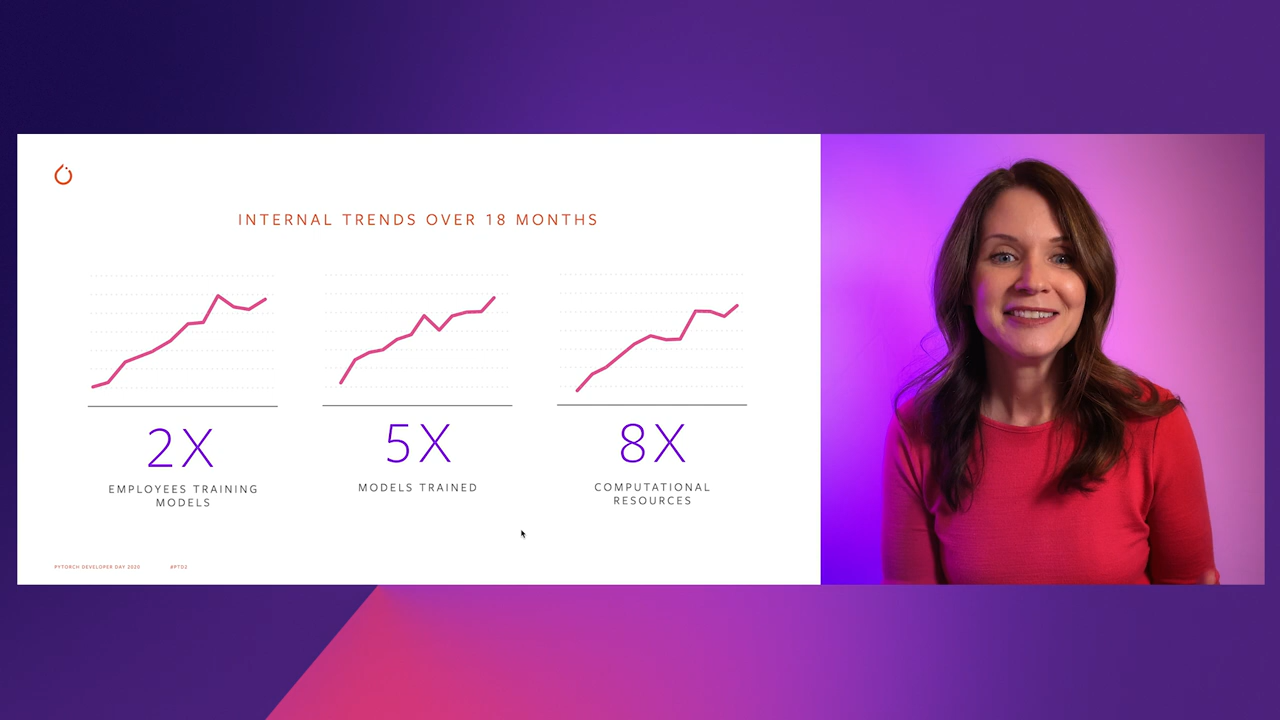 INTERNAL TRENDS OVER 18 MONTHS
2X
EMPLOYEES TRAINING
MODELS
5X
MODELS TRAINED
8X
COMPUTATIONAL
RESOURCES
PYTORCH DEVELOPER DAY 2020 #PTD2